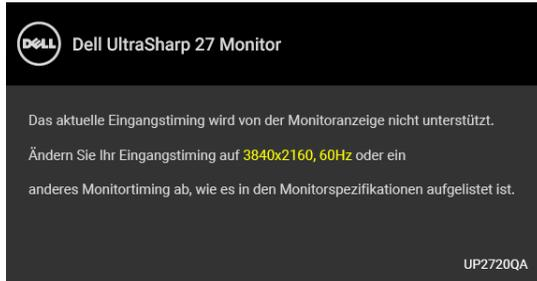 DELL Dell UltraSharp 27 Monitor
Das aktuelle Eingangstiming wird von der Monitoranzeige nicht unterstützt.
Ändern Sie Ihr Eingangstiming auf 3840x2160, 60Hz oder ein
anderes Monitortiming ab, wie es in den Monitorspezifikationen aufgelistet ist.
UP2720QA